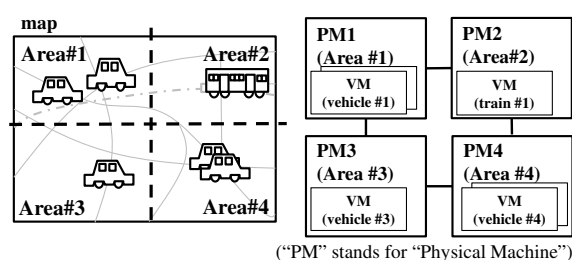 map
Area#1
Area#2
Area#3
Area#4
PM1
(Area #1)
VM
(vehicle #1)
PM2
(Area#2)
VM
(train #1)
PM3
(Area #3)
VM
(vehicle #3)
PM4
(Area #4)
VM
(vehicle #4)
(“PM” stands for “Physical Machine”)